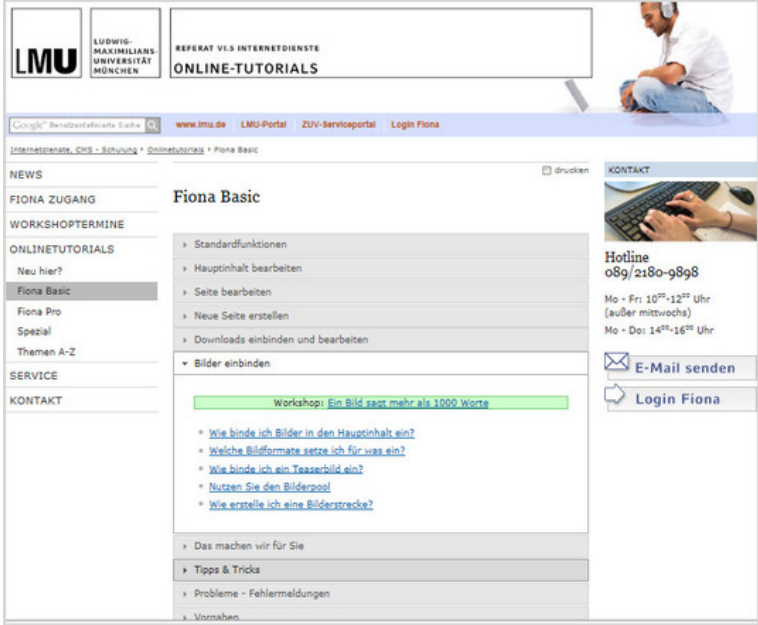 LMU
LUDWIG-
MAXIMILIANS-
UNIVERSITÄT
MÜNCHEN
REFERAT VI.5 INTERNETDIENSTE
ONLINE-TUTORIALS
Google™ Benutzerdefinierte Suche
www.lmu.de LMU-Portal ZUV-Serviceportal Login Fiona
Internetdienste, CMS - Schulung › Onlinetutorials › Fiona Basic
NEWS
FIONA ZUGANG
WORKSHOPTERMINE
ONLINETUTORIALS
Neu hier?
Fiona Basic
Fiona Pro
Spezial
Themen A-Z
SERVICE
KONTAKT
drucken
Fiona Basic
Standardfunktionen
Hauptinhalt bearbeiten
Seite bearbeiten
Neue Seite erstellen
Downloads einbinden und bearbeiten
Bilder einbinden
Workshop: Ein Bild sagt mehr als 1000 Worte
Wie binde ich Bilder in den Hauptinhalt ein?
Welche Bildformate setze ich für was ein?
Wie binde ich ein Teaserbild ein?
Nutzen Sie den Bilderpool
Wie erstelle ich eine Bilderstrecke?
Das machen wir für Sie
Tipps & Tricks
Probleme - Fehlermeldungen
Vorgaben
KONTAKT
Hotline
089/2180-9898
Mo - Fr: 10⁰⁰-12⁰⁰ Uhr
(außer mittwochs)
Mo - Do: 14⁰⁰-16⁰⁰ Uhr
E-Mail senden
Login Fiona